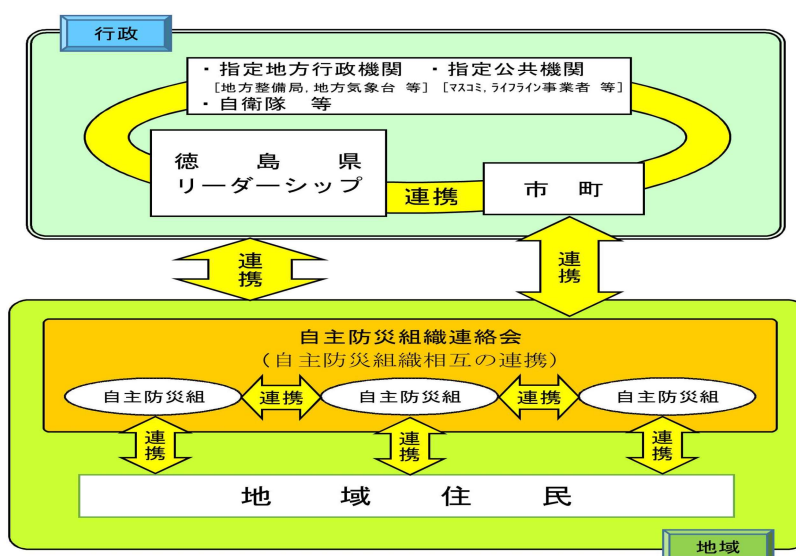 行政
・指定地方行政機関 ・指定公共機関
[地方整備局,地方気象台 等] [マスコミ,ライフライン事業者 等]
・自衛隊 等
徳島県
リーダーシップ
連携
市町
連携
連携
自主防災組織連絡会
(自主防災組織相互の連携)
自主防災組
連携
自主防災組
連携
自主防災組
連携
連携
連携
地域住民
地域